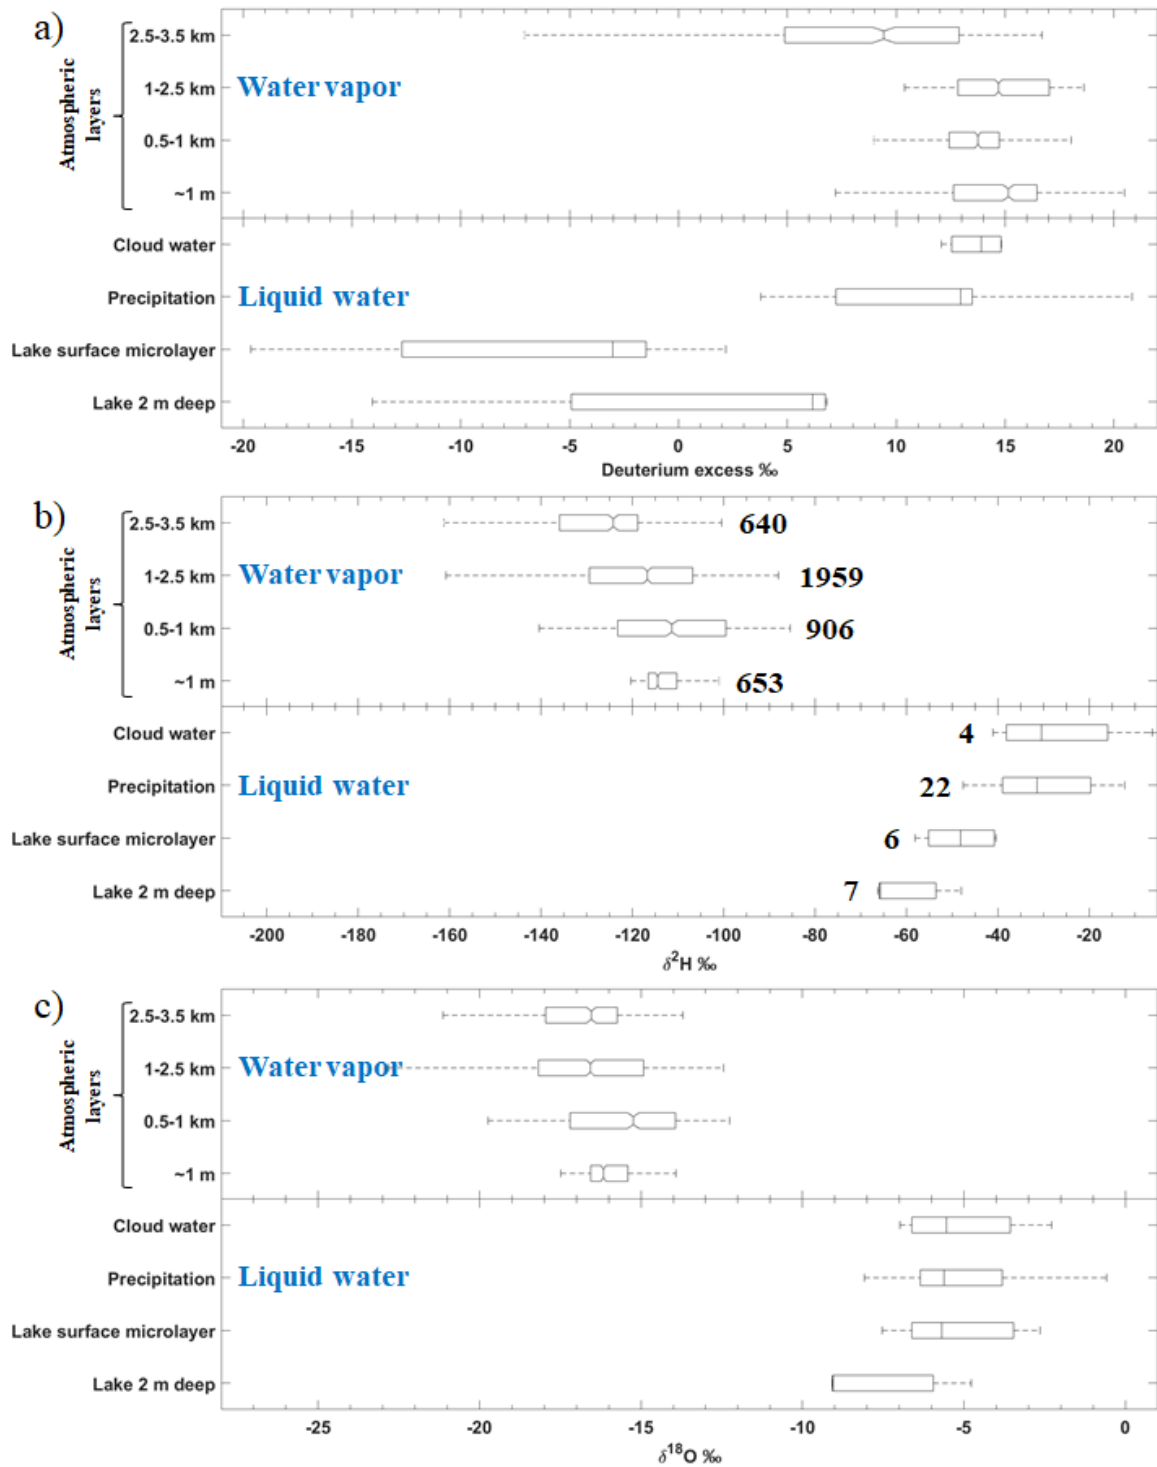 a)
Atmospheric
layers
2.5-3.5 km
1-2.5 km
0.5-1 km
~1 m
Water vapor
Cloud water
Precipitation
Lake surface microlayer
Lake 2 m deep
Liquid water
-20 -15 -10 -5 0 5 10 15 20
Deuterium excess ‰
b)
Atmospheric
layers
2.5-3.5 km
640
1-2.5 km
Water vapor
1959
0.5-1 km
906
~1 m
653
Cloud water
4
Precipitation
Liquid water
22
Lake surface microlayer
6
Lake 2 m deep
7
-200 -180 -160 -140 -120 -100 -80 -60 -40 -20
δ²H ‰
c)
Atmospheric
layers
2.5-3.5 km
1-2.5 km
Water vapor
0.5-1 km
~1 m
Cloud water
Precipitation
Liquid water
Lake surface microlayer
Lake 2 m deep
-25 -20 -15 -10 -5 0
δ¹⁸O ‰